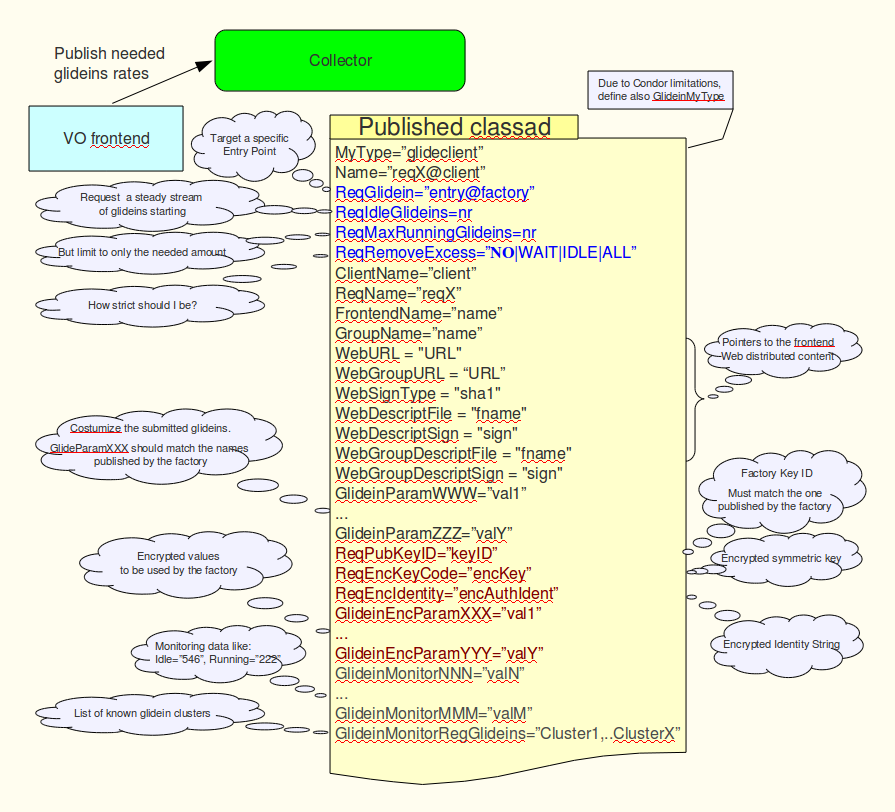 Publish needed
glideins rates
Collector
Due to Condor limitations,
define also GlideinMyType
VO frontend
Target a specific
Entry Point
Published classad
Request  a steady stream
of glideins starting
But limit to only the needed amount
How strict should I be?
MyType=”glideclient”
Name=”reqX@client”
ReqGlidein=”entry@factory”
ReqIdleGlideins=nr
ReqMaxRunningGlideins=nr
ReqRemoveExcess=”NO|WAIT|IDLE|ALL”
ClientName=”client”
ReqName=”reqX”
FrontendName=”name”
GroupName=”name”
WebURL = "URL"
WebGroupURL = “URL”
WebSignType = "sha1"
WebDescriptFile = "fname"
WebDescriptSign = "sign"
WebGroupDescriptFile = "fname"
WebGroupDescriptSign = "sign"
GlideinParamWWW=”val1”
...
GlideinParamZZZ=”valY”
ReqPubKeyID=”keyID”
ReqEncKeyCode=”encKey”
ReqEncIdentity=”encAuthIdent”
GlideinEncParamXXX=”val1”
...
GlideinEncParamYYY=”valY”
GlideinMonitorNNN=”valN”
...
GlideinMonitorMMM=”valM”
GlideinMonitorRegGlideins=”Cluster1,..ClusterX”
Pointers to the frontend
Web distributed content
Costumize the submitted glideins.
GlideParamXXX should match the names
published by the factory
Factory Key ID
Must match the one
published by the factory
Encrypted values
to be used by the factory
Encrypted symmetric key
Monitoring data like:
Idle=”546”, Running=”222”
Encrypted Identity String
List of known glidein clusters